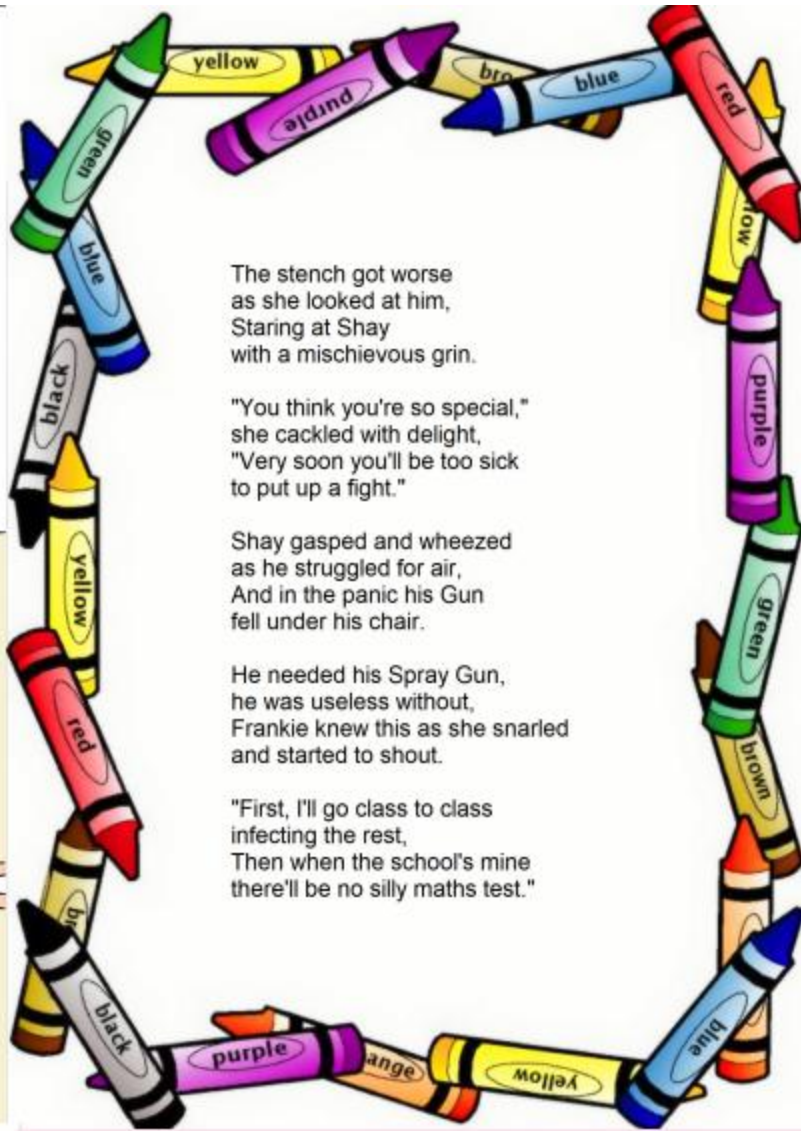 yellow
purple
bro
blue
red
green
low
blue
black
purple
The stench got worse
as she looked at him,
Staring at Shay
with a mischievous grin.
"You think you're so special,"
she cackled with delight,
"Very soon you'll be too sick
to put up a fight."
Shay gasped and wheezed
as he struggled for air,
And in the panic his Gun
fell under his chair.
He needed his Spray Gun,
he was useless without,
Frankie knew this as she snarled
and started to shout.
"First, I'll go class to class
infecting the rest,
Then when the school's mine
there'll be no silly maths test."
yellow
green
red
brown
br
black
purple
ange
yellow
blue